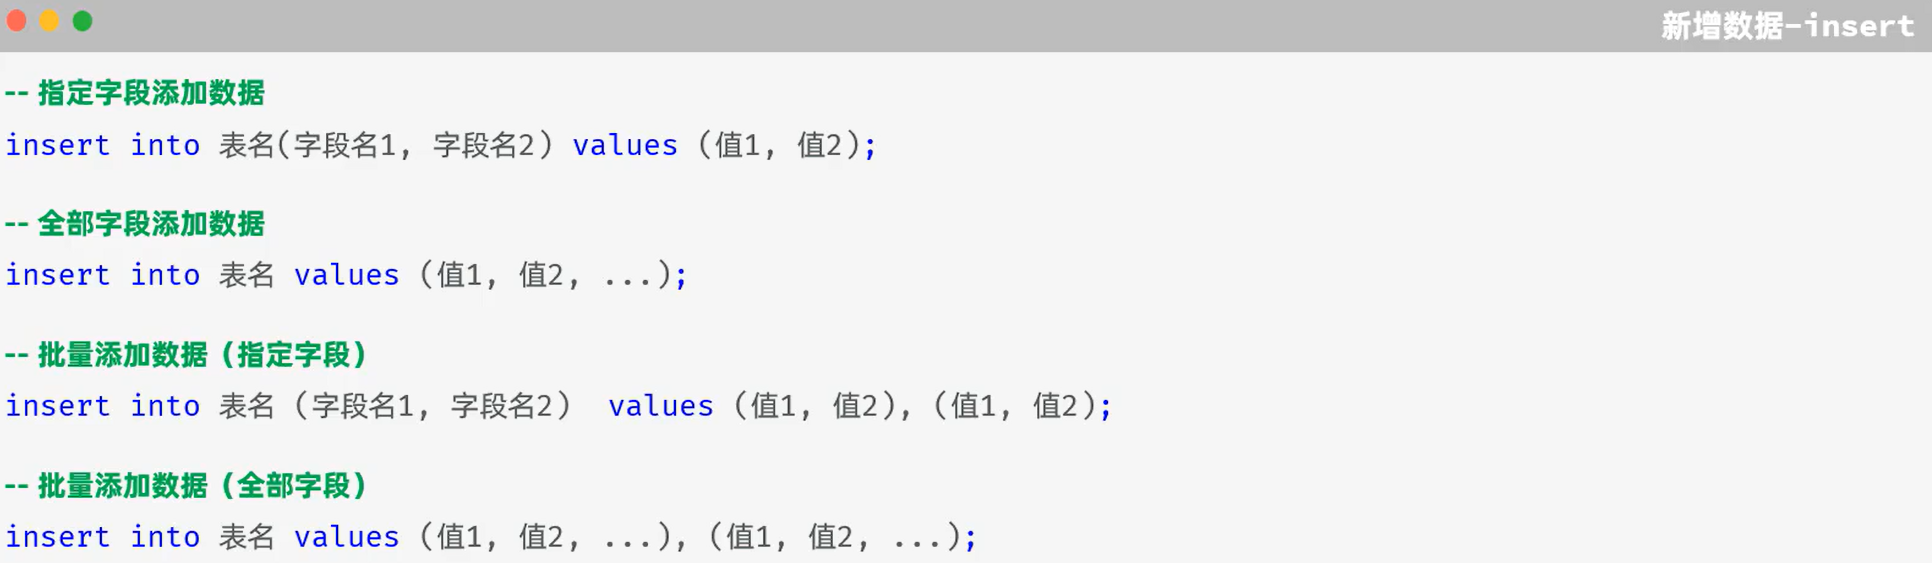 新增数据-insert
-- 指定字段添加数据
insert into 表名(字段名1, 字段名2) values (值1, 值2);
-- 全部字段添加数据
insert into 表名 values (值1, 值2, ...);
-- 批量添加数据（指定字段）
insert into 表名 (字段名1, 字段名2)  values (值1, 值2), (值1, 值2);
-- 批量添加数据（全部字段）
insert into 表名 values (值1, 值2, ...), (值1, 值2, ...);